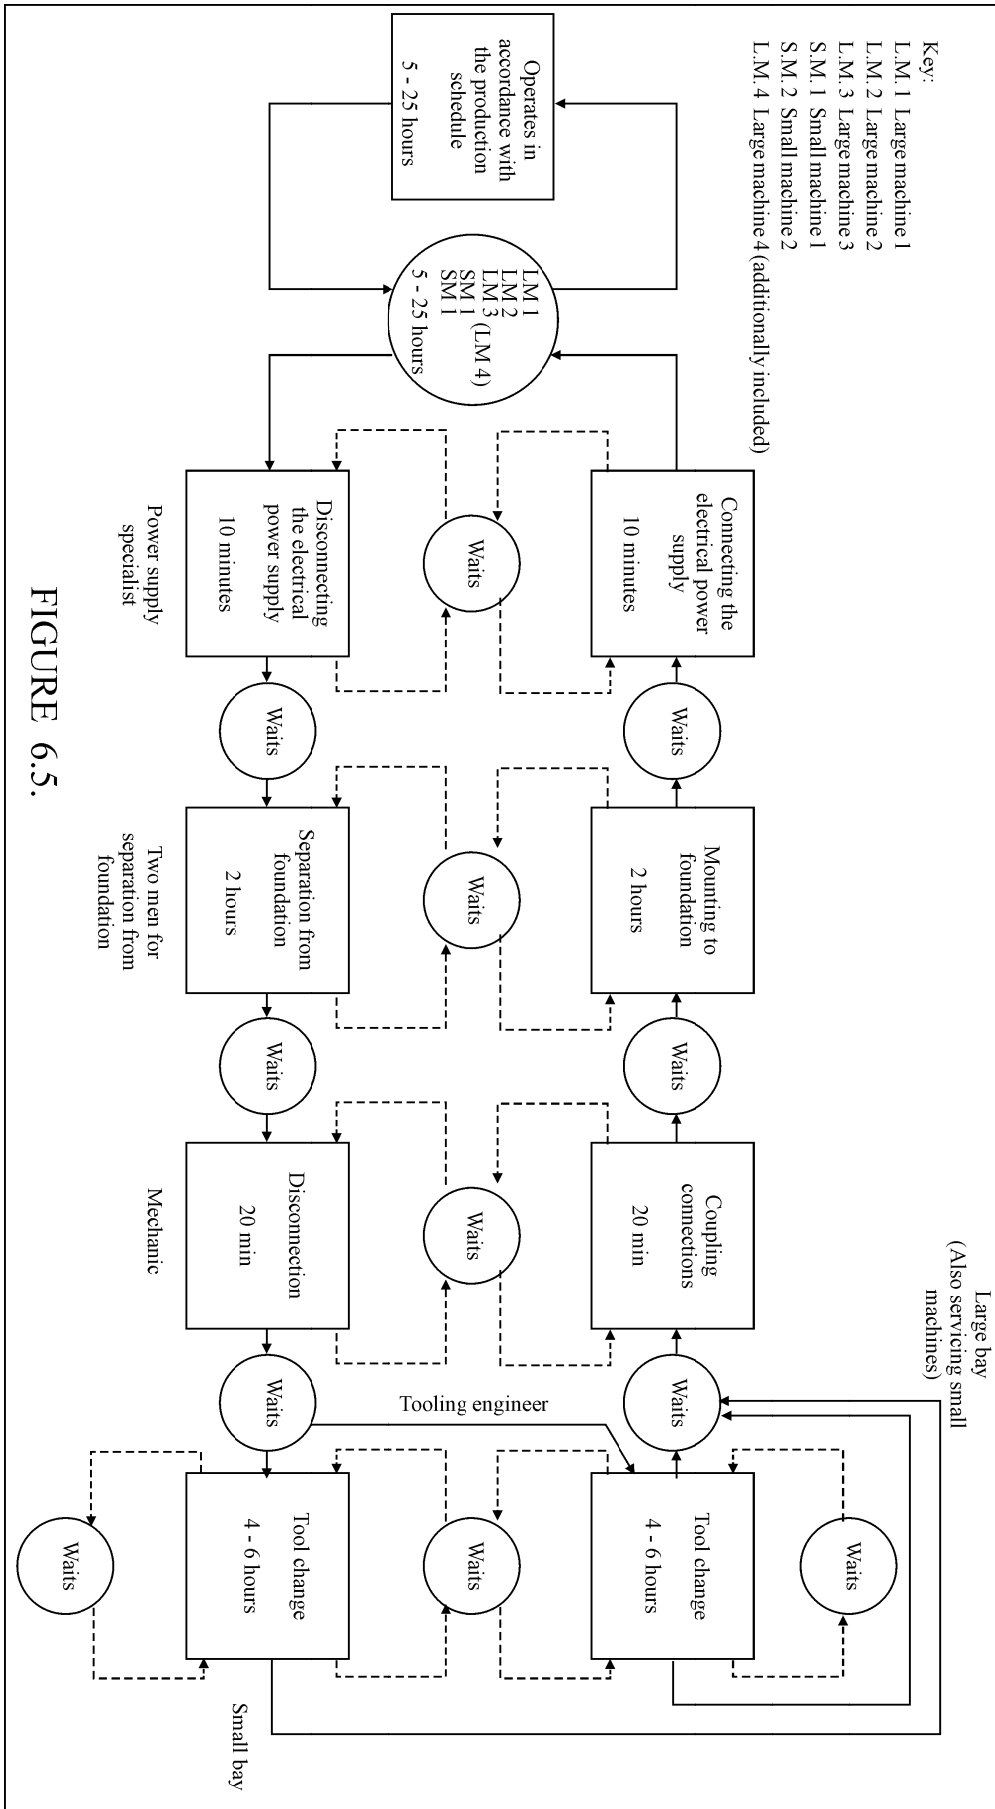 Key:
L.M. 1 Large machine 1
L.M. 2 Large machine 2
L.M. 3 Large machine 3
S.M. 1 Small machine 1
S.M. 2 Small machine 2
L.M. 4 Large machine 4 (additionally included)
Large bay
(Also servicing small
machines)
Operates in
accordance with
the production
schedule
5 - 25 hours
LM 1
LM 2
LM 3 (LM 4)
SM 1
SM 1
5 - 25 hours
Connecting the
electrical power
supply
10 minutes
Waits
Mounting to
foundation
2 hours
Waits
Coupling
connections
20 min
Waits
Tool change
4 - 6 hours
Waits
Waits
Waits
Waits
Tooling engineer
Waits
Disconnecting
the electrical
power supply
10 minutes
Waits
Separation from
foundation
2 hours
Waits
Disconnection
20 min
Waits
Tool change
4 - 6 hours
Waits
Power supply
specialist
Two men for
separation from
foundation
Mechanic
Small bay
FIGURE 6.5.